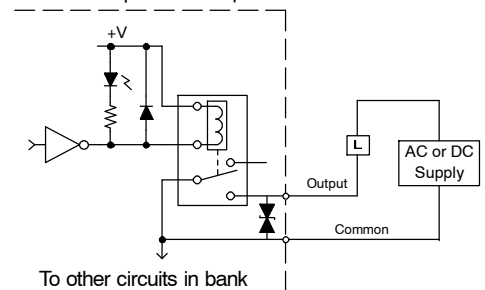 +V
L
AC or DC
Supply
Output
Common
To other circuits in bank